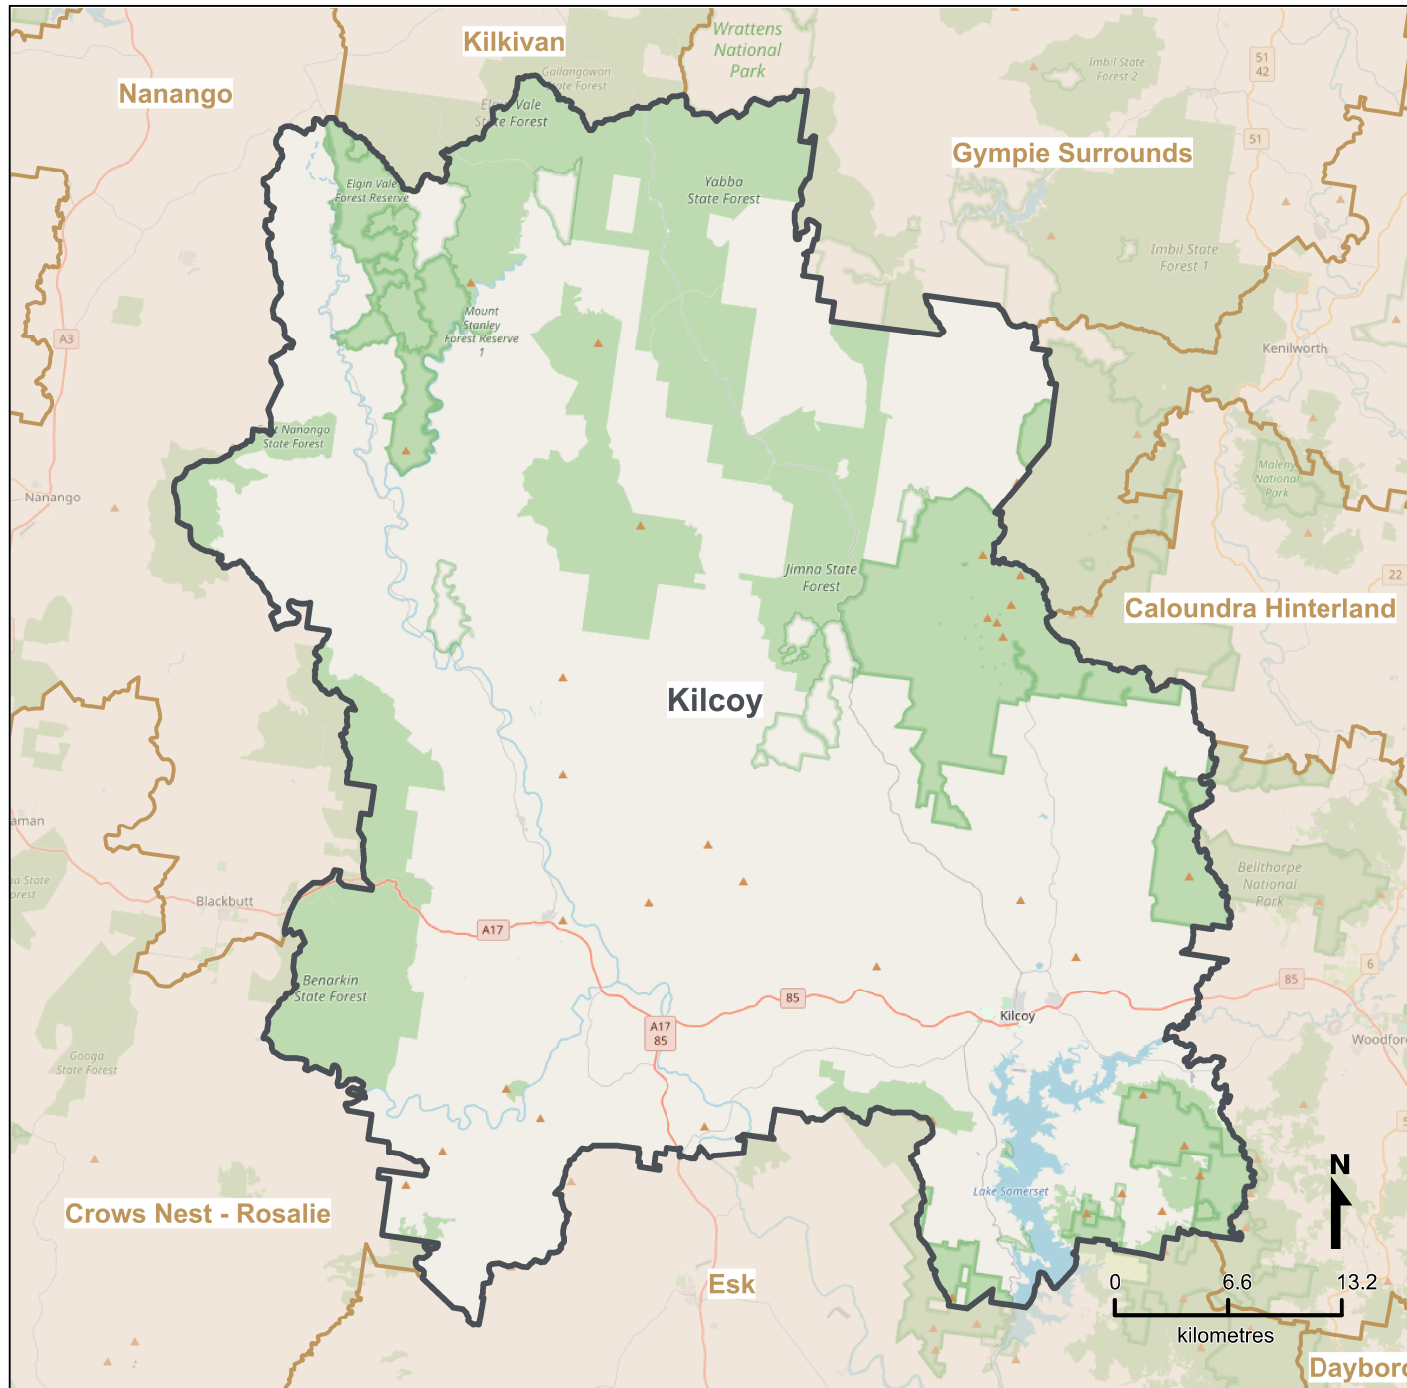 Wrattens
National
Park
Kilkivan
Gallangowan
State Forest
Imbil State
Forest 2
51
42
Nanango
Elgin Vale
State Forest
51
Gympie Surrounds
Yabba
State Forest
Elgin Vale
Forest Reserve
Imbil State
Forest 1
Mount
Stanley
Forest Reserve
1
A3
Kenilworth
East Nanango
State Forest
Maleny
National
Park
Nanango
Jimna State
Forest
22
Caloundra Hinterland
Kilcoy
aman
Bellthorpe
National
Park
Blackbutt
A17
6
Benarkin
State Forest
85
85
Kilcoy
A17
85
Woodfor
Googa
State Forest
N
Lake Somerset
Crows Nest - Rosalie
Esk
0 6.6 13.2
kilometres
Daybor